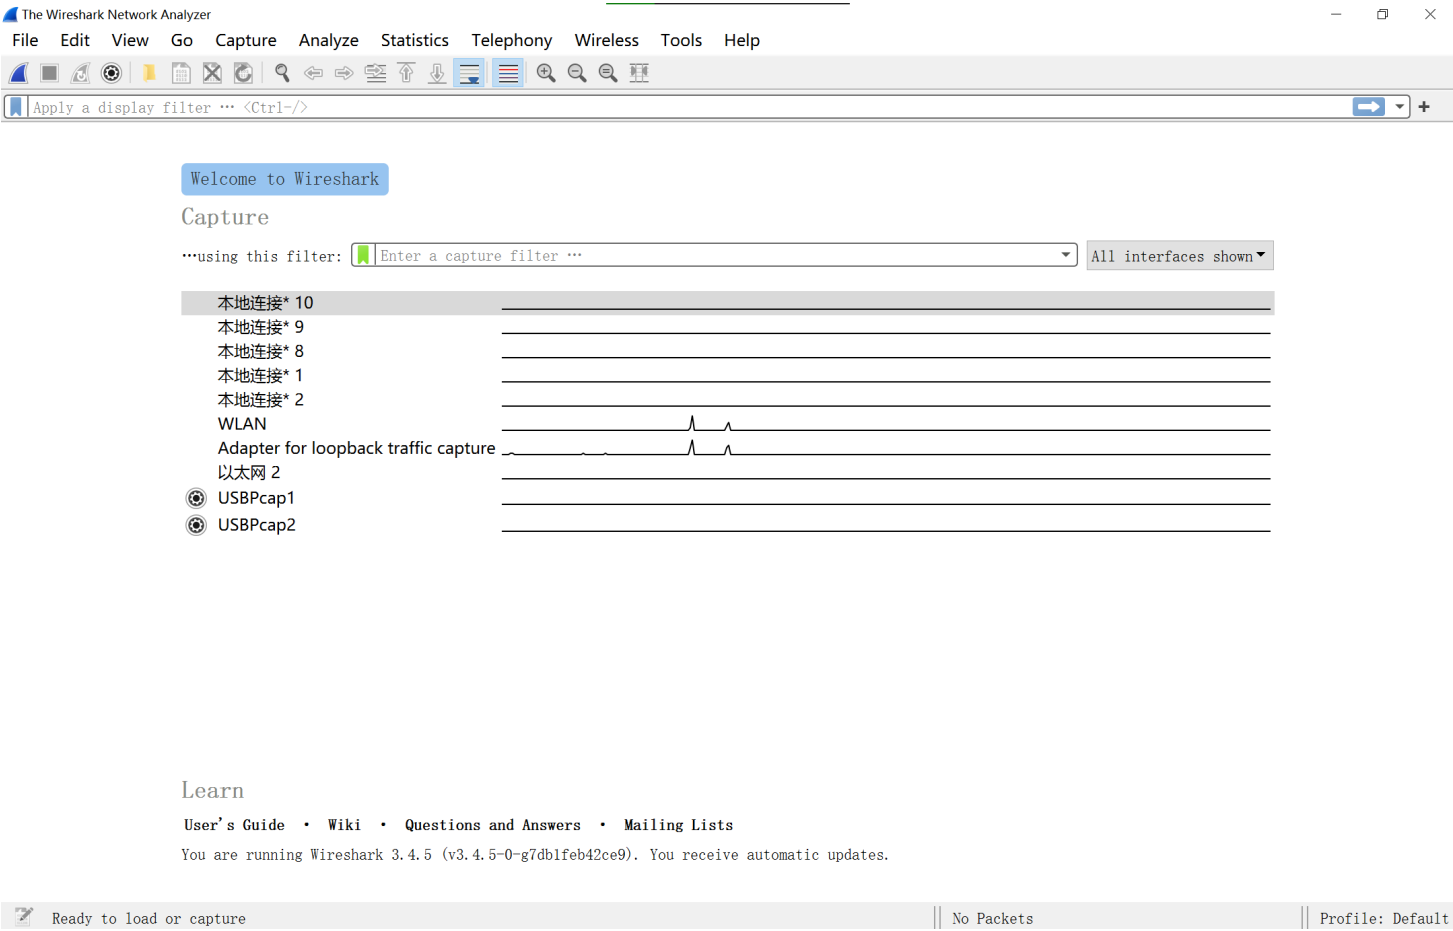 The Wireshark Network Analyzer
File Edit View Go Capture Analyze Statistics Telephony Wireless Tools Help
Apply a display filter ··· <Ctrl-/>
Welcome to Wireshark
Capture
···using this filter: Enter a capture filter ··· All interfaces shown
本地连接* 10
本地连接* 9
本地连接* 8
本地连接* 1
本地连接* 2
WLAN
Adapter for loopback traffic capture
以太网 2
USBPcap1
USBPcap2
Learn
User's Guide · Wiki · Questions and Answers · Mailing Lists
You are running Wireshark 3.4.5 (v3.4.5-0-g7db1feb42ce9). You receive automatic updates.
Ready to load or capture No Packets Profile: Default